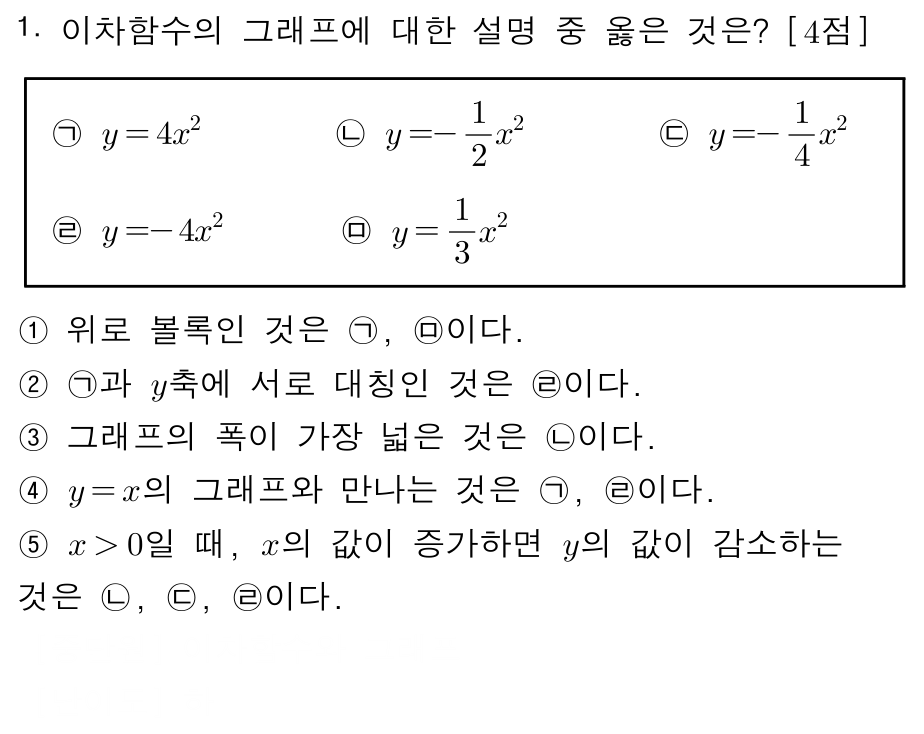 1. 이차함수의 그래프에 대한 설명 중 옳은 것은? [4점]
㉠ y=4x² ㉡ y=-\frac{1}{2}x² ㉢ y=-\frac{1}{4}x²
㉣ y=-4x² ㉤ y=\frac{1}{3}x²
① 위로 볼록인 것은 ㉠, ㉤이다.
② ㉠과 y축에 서로 대칭인 것은 ㉣이다.
③ 그래프의 폭이 가장 넓은 것은 ㉡이다.
④ y=x의 그래프와 만나는 것은 ㉠, ㉣이다.
⑤ x>0일 때, x의 값이 증가하면 y의 값이 감소하는
것은 ㉡, ㉢, ㉣이다.